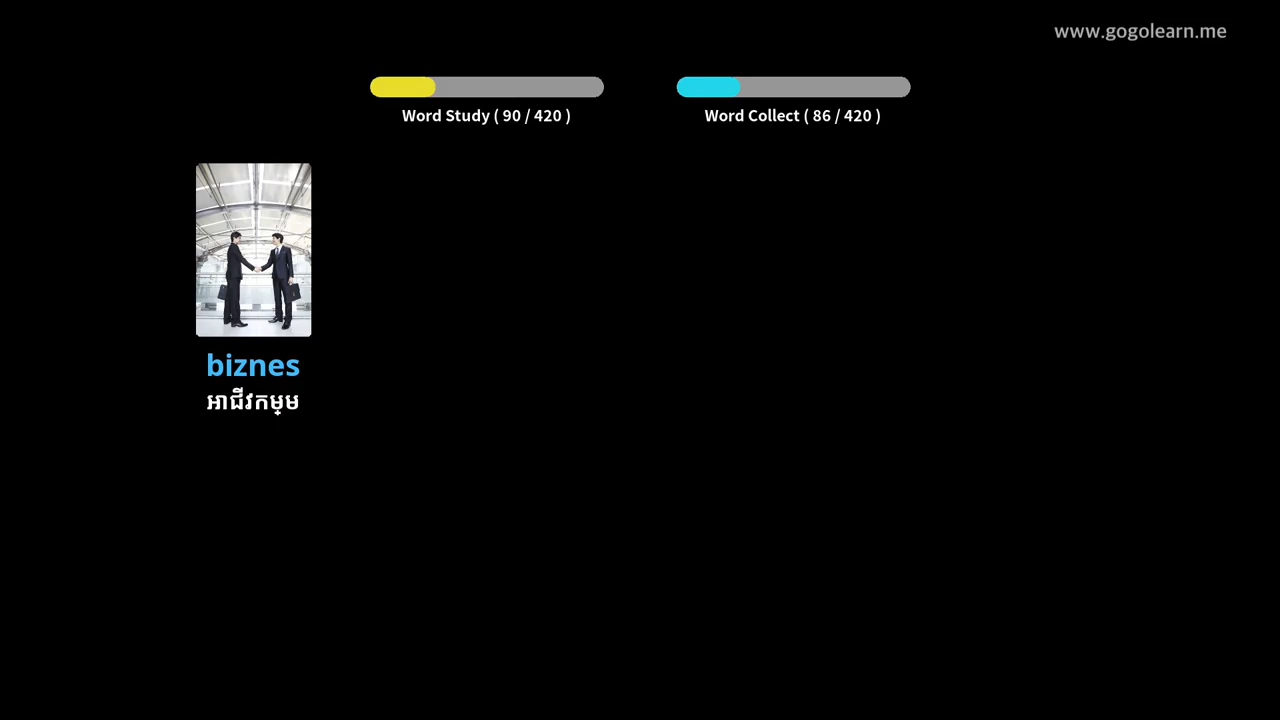 www.gogolearn.me
Word Study ( 90 / 420 )
Word Collect ( 86 / 420 )
biznes
អាជីវកម្ម